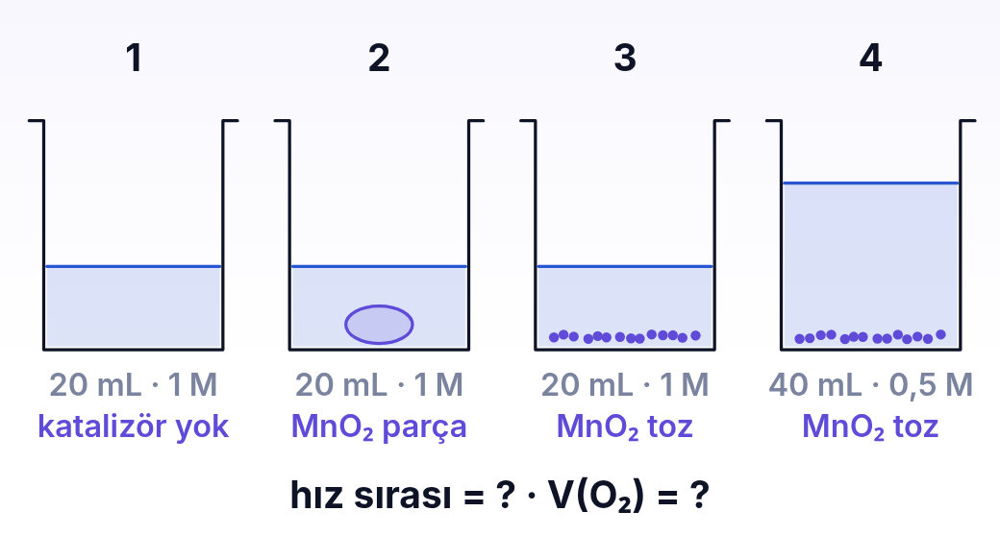 1 2 3 4
20 mL · 1 M 20 mL · 1 M 20 mL · 1 M 40 mL · 0,5 M
katalizör yok MnO₂ parça MnO₂ toz MnO₂ toz
hız sırası = ? · V(O₂) = ?